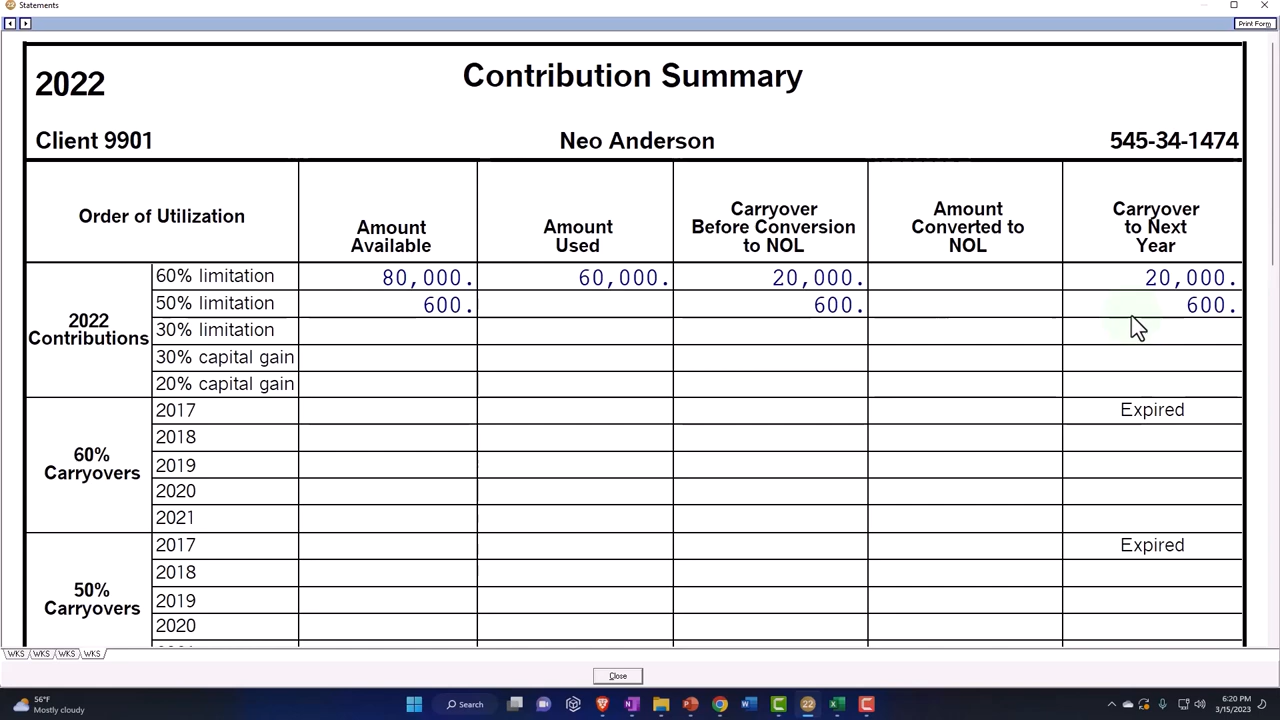 Statements
Print Form
2022
Contribution Summary
Client 9901
Neo Anderson
545-34-1474
Order of Utilization
Amount
Available
Amount
Used
Carryover
Before Conversion
to NOL
Amount
Converted to
NOL
Carryover
to Next
Year
2022
Contributions
60% limitation 80,000. 60,000. 20,000. 20,000.
50% limitation 600. 600. 600.
30% limitation
30% capital gain
20% capital gain
60%
Carryovers
2017 Expired
2018
2019
2020
2021
50%
Carryovers
2017 Expired
2018
2019
2020
WKS WKS WKS WKS
Close
56°F
Mostly cloudy
Search
22
6:20 PM
3/15/2023